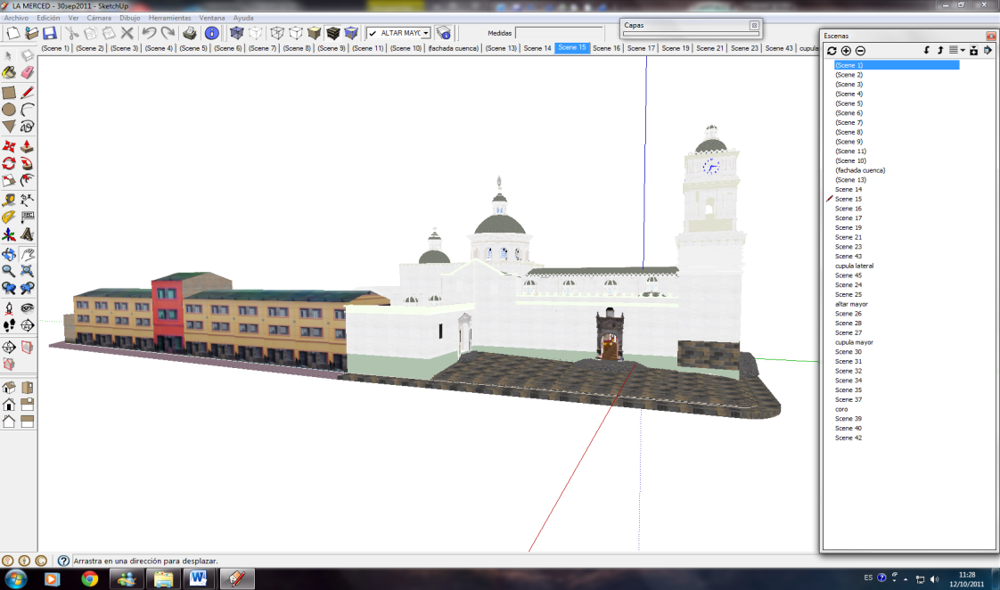 LA MERCED - 30sep2011 - SketchUp
Archivo Edición Ver Cámara Dibujo Herramientas Ventana Ayuda
ALTAR MAYC
Medidas
Capas
(Scene 1) (Scene 2) (Scene 3) (Scene 4) (Scene 5) (Scene 6) (Scene 7) (Scene 8) (Scene 9) (Scene 11) (Scene 10) (fachada cuenca) (Scene 13) Scene 14 Scene 15 Scene 16 Scene 17 Scene 19 Scene 21 Scene 23 Scene 43 cupula
Escenas
(Scene 1)
(Scene 2)
(Scene 3)
(Scene 4)
(Scene 5)
(Scene 6)
(Scene 7)
(Scene 8)
(Scene 9)
(Scene 11)
(Scene 10)
(fachada cuenca)
(Scene 13)
Scene 14
Scene 15
Scene 16
Scene 17
Scene 19
Scene 21
Scene 23
Scene 43
cupula lateral
Scene 45
Scene 24
Scene 25
altar mayor
Scene 26
Scene 28
Scene 27
cupula mayor
Scene 30
Scene 31
Scene 32
Scene 34
Scene 35
Scene 37
coro
Scene 39
Scene 40
Scene 42
Arrastra en una dirección para desplazar.
ES
11:28
12/10/2011